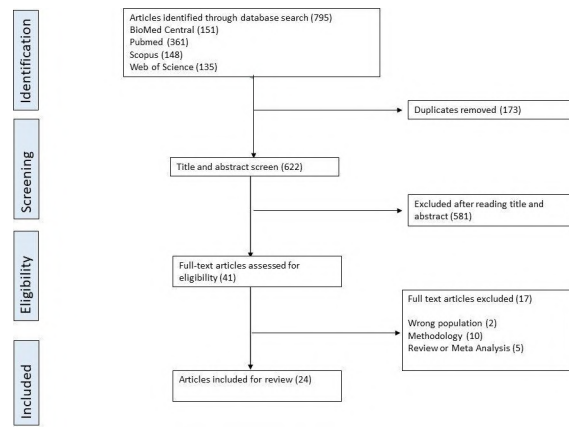 Identification
Articles identified through database search (795)
BioMed Central (151)
Pubmed (361)
Scopus (148)
Web of Science (135)
Duplicates removed (173)
Screening
Title and abstract screen (622)
Excluded after reading title and
abstract (581)
Eligibility
Full-text articles assessed for
eligibility (41)
Full text articles excluded (17)
Wrong population (2)
Methodology (10)
Review or Meta Analysis (5)
Included
Articles included for review (24)